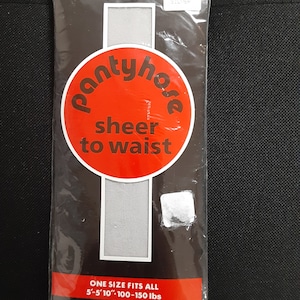 pantyhose
sheer
to waist
ONE SIZE FITS ALL
5'-5'10"-100-150 lbs